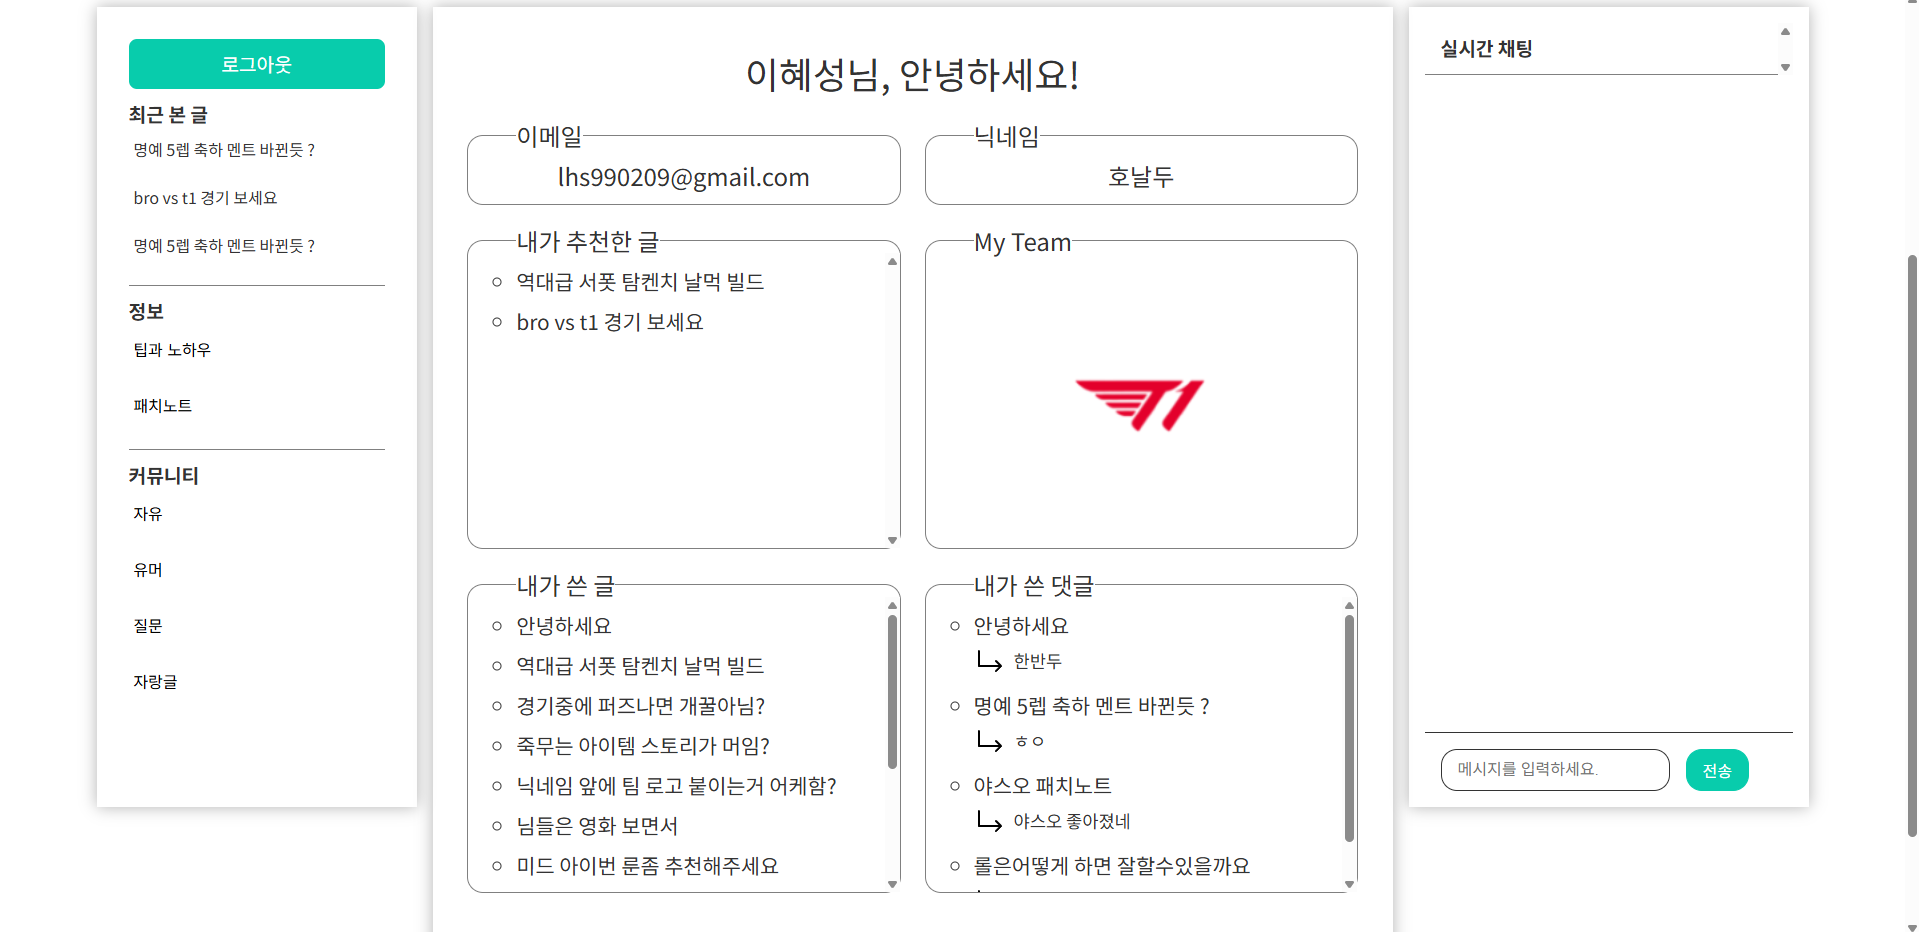 로그아웃
최근 본 글
명예 5렙 축하 멘트 바뀐듯 ?
bro vs t1 경기 보세요
명예 5렙 축하 멘트 바뀐듯 ?
정보
팁과 노하우
패치노트
커뮤니티
자유
유머
질문
자랑글
이혜성님, 안녕하세요!
이메일
lhs990209@gmail.com
닉네임
호날두
내가 추천한 글
역대급 서폿 탐켄치 날먹 빌드
bro vs t1 경기 보세요
My Team
T1
내가 쓴 글
안녕하세요
역대급 서폿 탐켄치 날먹 빌드
경기중에 퍼즈나면 개꿀아님?
죽무는 아이템 스토리가 머임?
닉네임 앞에 팀 로고 붙이는거 어케함?
님들은 영화 보면서
미드 아이번 룬좀 추천해주세요
내가 쓴 댓글
안녕하세요
한반두
명예 5렙 축하 멘트 바뀐듯 ?
ㅎㅇ
야스오 패치노트
야스오 좋아졌네
롤은어떻게 하면 잘할수있을까요
실시간 채팅
메시지를 입력하세요.
전송